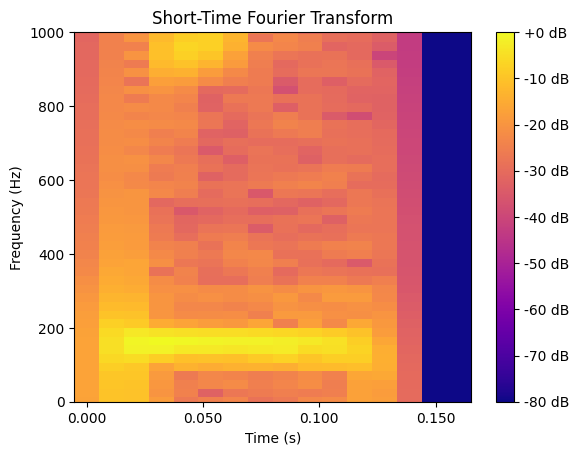 Short-Time Fourier Transform
1000
800
600
400
200
0
Frequency (Hz)
0.000
0.050
0.100
0.150
Time (s)
+0 dB
-10 dB
-20 dB
-30 dB
-40 dB
-50 dB
-60 dB
-70 dB
-80 dB